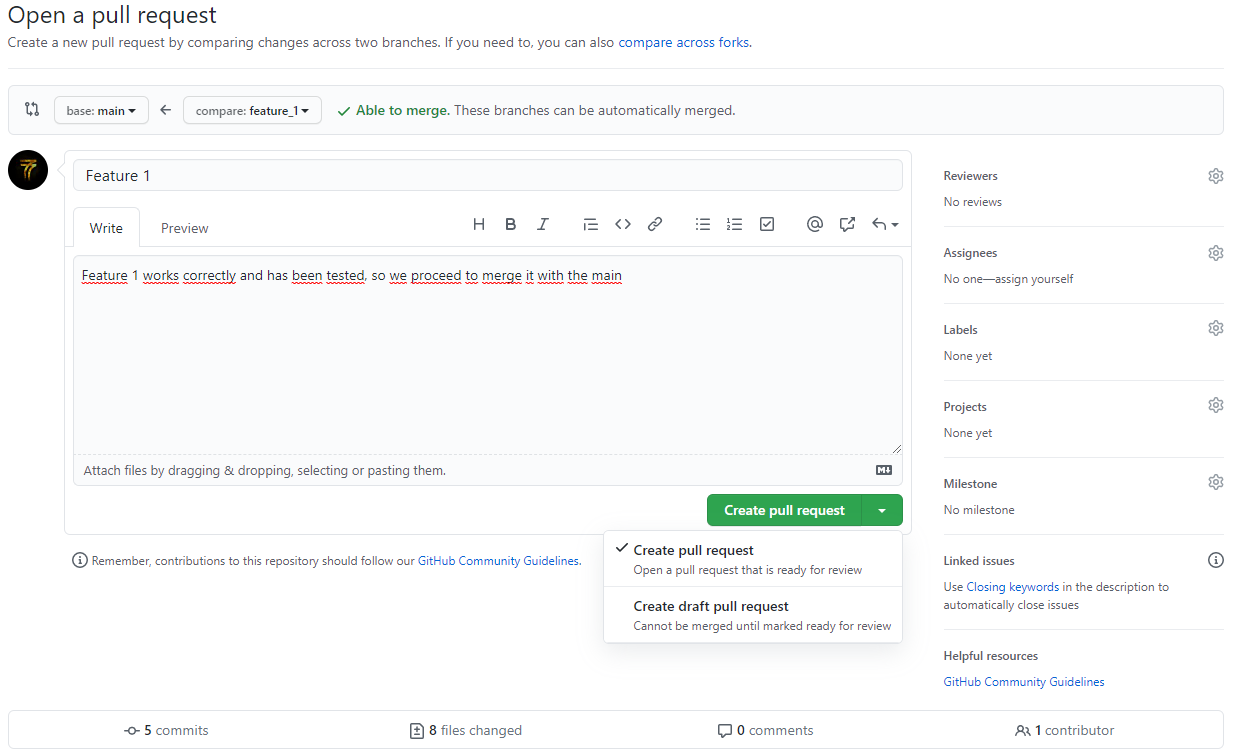 Open a pull request
Create a new pull request by comparing changes across two branches. If you need to, you can also compare across forks.
base: main
compare: feature_1
Able to merge. These branches can be automatically merged.
Feature 1
Write
Preview
Feature 1 works correctly and has been tested, so we proceed to merge it with the main
Attach files by dragging & dropping, selecting or pasting them.
Create pull request
Create pull request
Open a pull request that is ready for review
Create draft pull request
Cannot be merged until marked ready for review
Remember, contributions to this repository should follow our GitHub Community Guidelines.
Reviewers
No reviews
Assignees
No one—assign yourself
Labels
None yet
Projects
None yet
Milestone
No milestone
Linked issues
Use Closing keywords in the description to
automatically close issues
Helpful resources
GitHub Community Guidelines
5 commits
8 files changed
0 comments
1 contributor